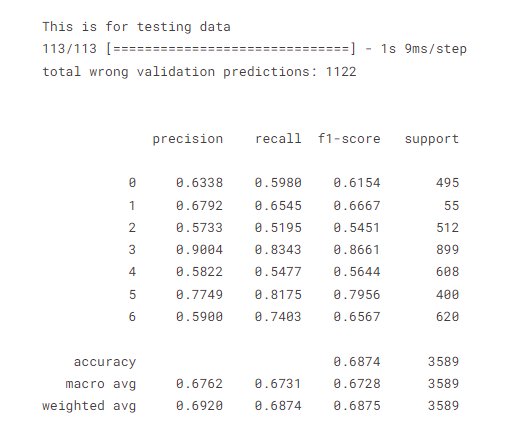 This is for testing data
113/113 [==============================] - 1s 9ms/step
total wrong validation predictions: 1122
precision recall f1-score support
0 0.6338 0.5980 0.6154 495
1 0.6792 0.6545 0.6667 55
2 0.5733 0.5195 0.5451 512
3 0.9004 0.8343 0.8661 899
4 0.5822 0.5477 0.5644 608
5 0.7749 0.8175 0.7956 400
6 0.5900 0.7403 0.6567 620
accuracy 0.6874 3589
macro avg 0.6762 0.6731 0.6728 3589
weighted avg 0.6920 0.6874 0.6875 3589